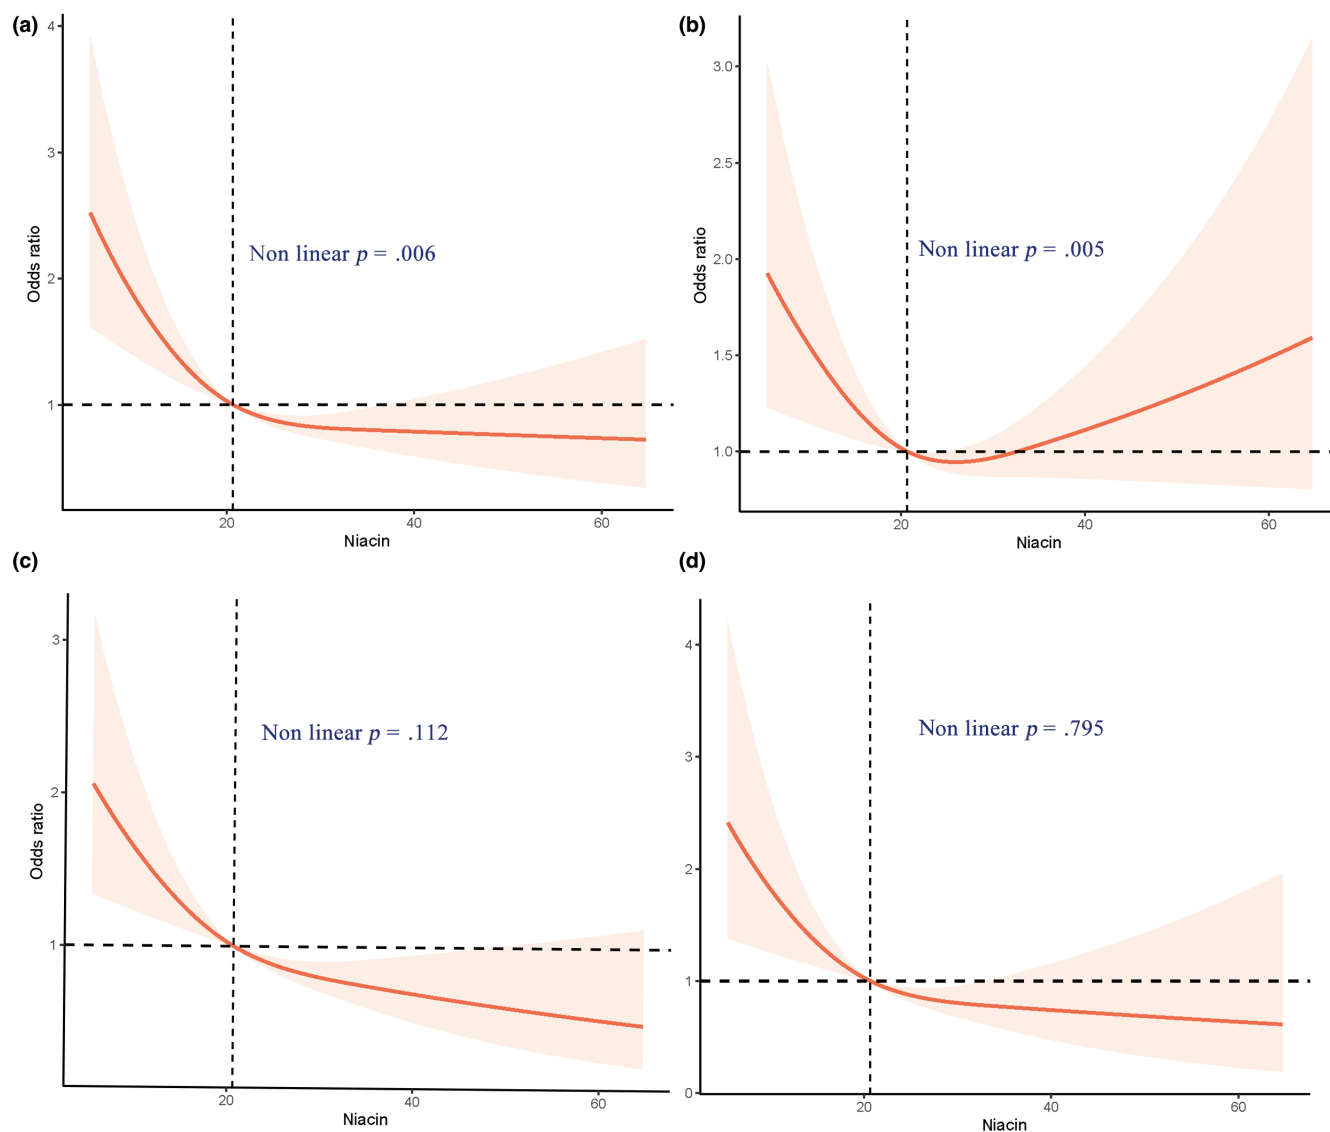 (a)
4
3
2
1
Odds ratio
Non linear p = .006
20
40
60
Niacin
(b)
3.0
2.5
2.0
1.5
1.0
Odds ratio
Non linear p = .005
20
40
60
Niacin
(c)
3
2
1
Odds ratio
Non linear p = .112
20
40
60
Niacin
(d)
4
3
2
1
0
Non linear p = .795
20
40
60
Niacin